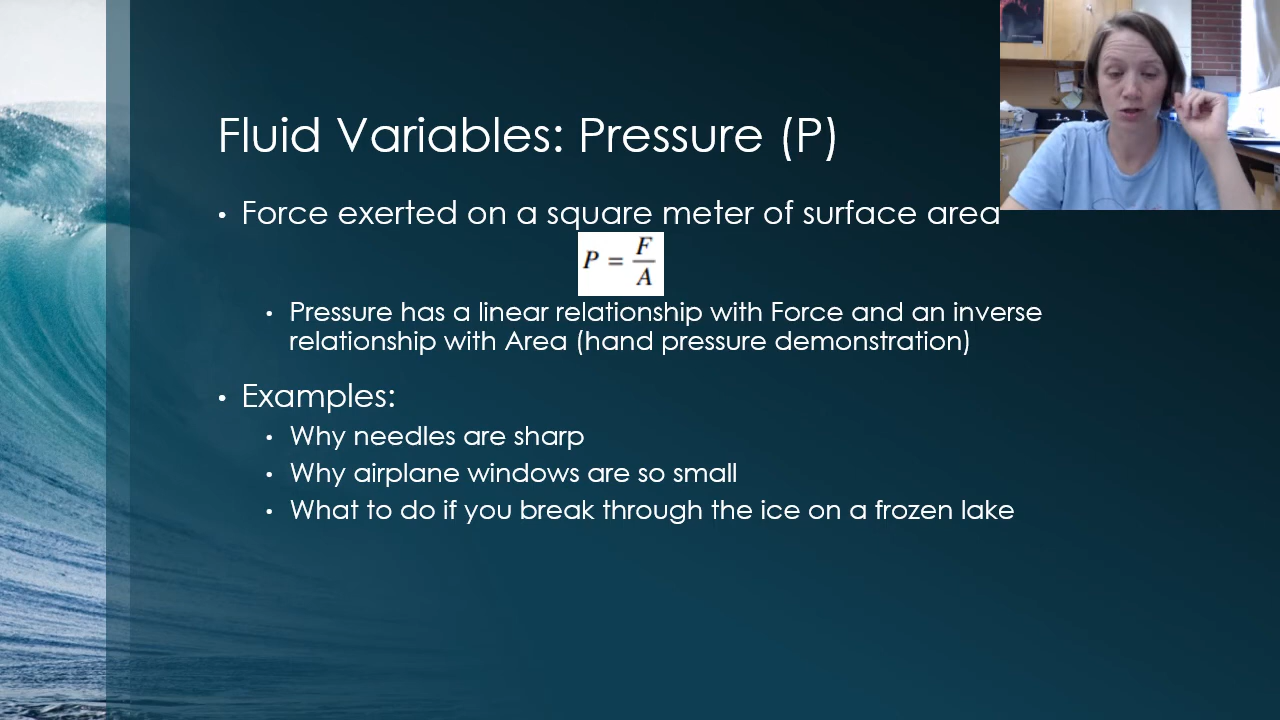 Fluid Variables: Pressure (P)
• Force exerted on a square meter of surface area
P = F/A
• Pressure has a linear relationship with Force and an inverse
relationship with Area (hand pressure demonstration)
• Examples:
• Why needles are sharp
• Why airplane windows are so small
• What to do if you break through the ice on a frozen lake